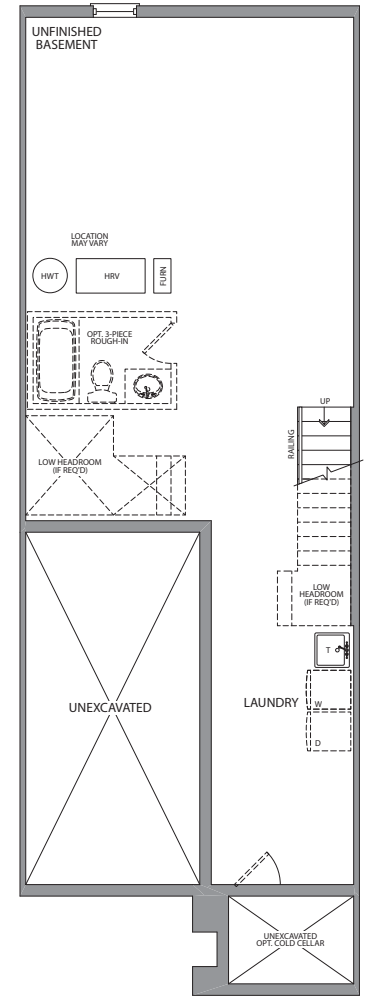 UNFINISHED
BASEMENT
LOCATION
MAY VARY
HWT
HRV
FURN
OPT. 3-PIECE
ROUGH-IN
UP
RAILING
LOW HEADROOM
(IF REQ'D)
LOW
HEADROOM
(IF REQ'D)
T
W
LAUNDRY
D
UNEXCAVATED
UNEXCAVATED
OPT. COLD CELLAR